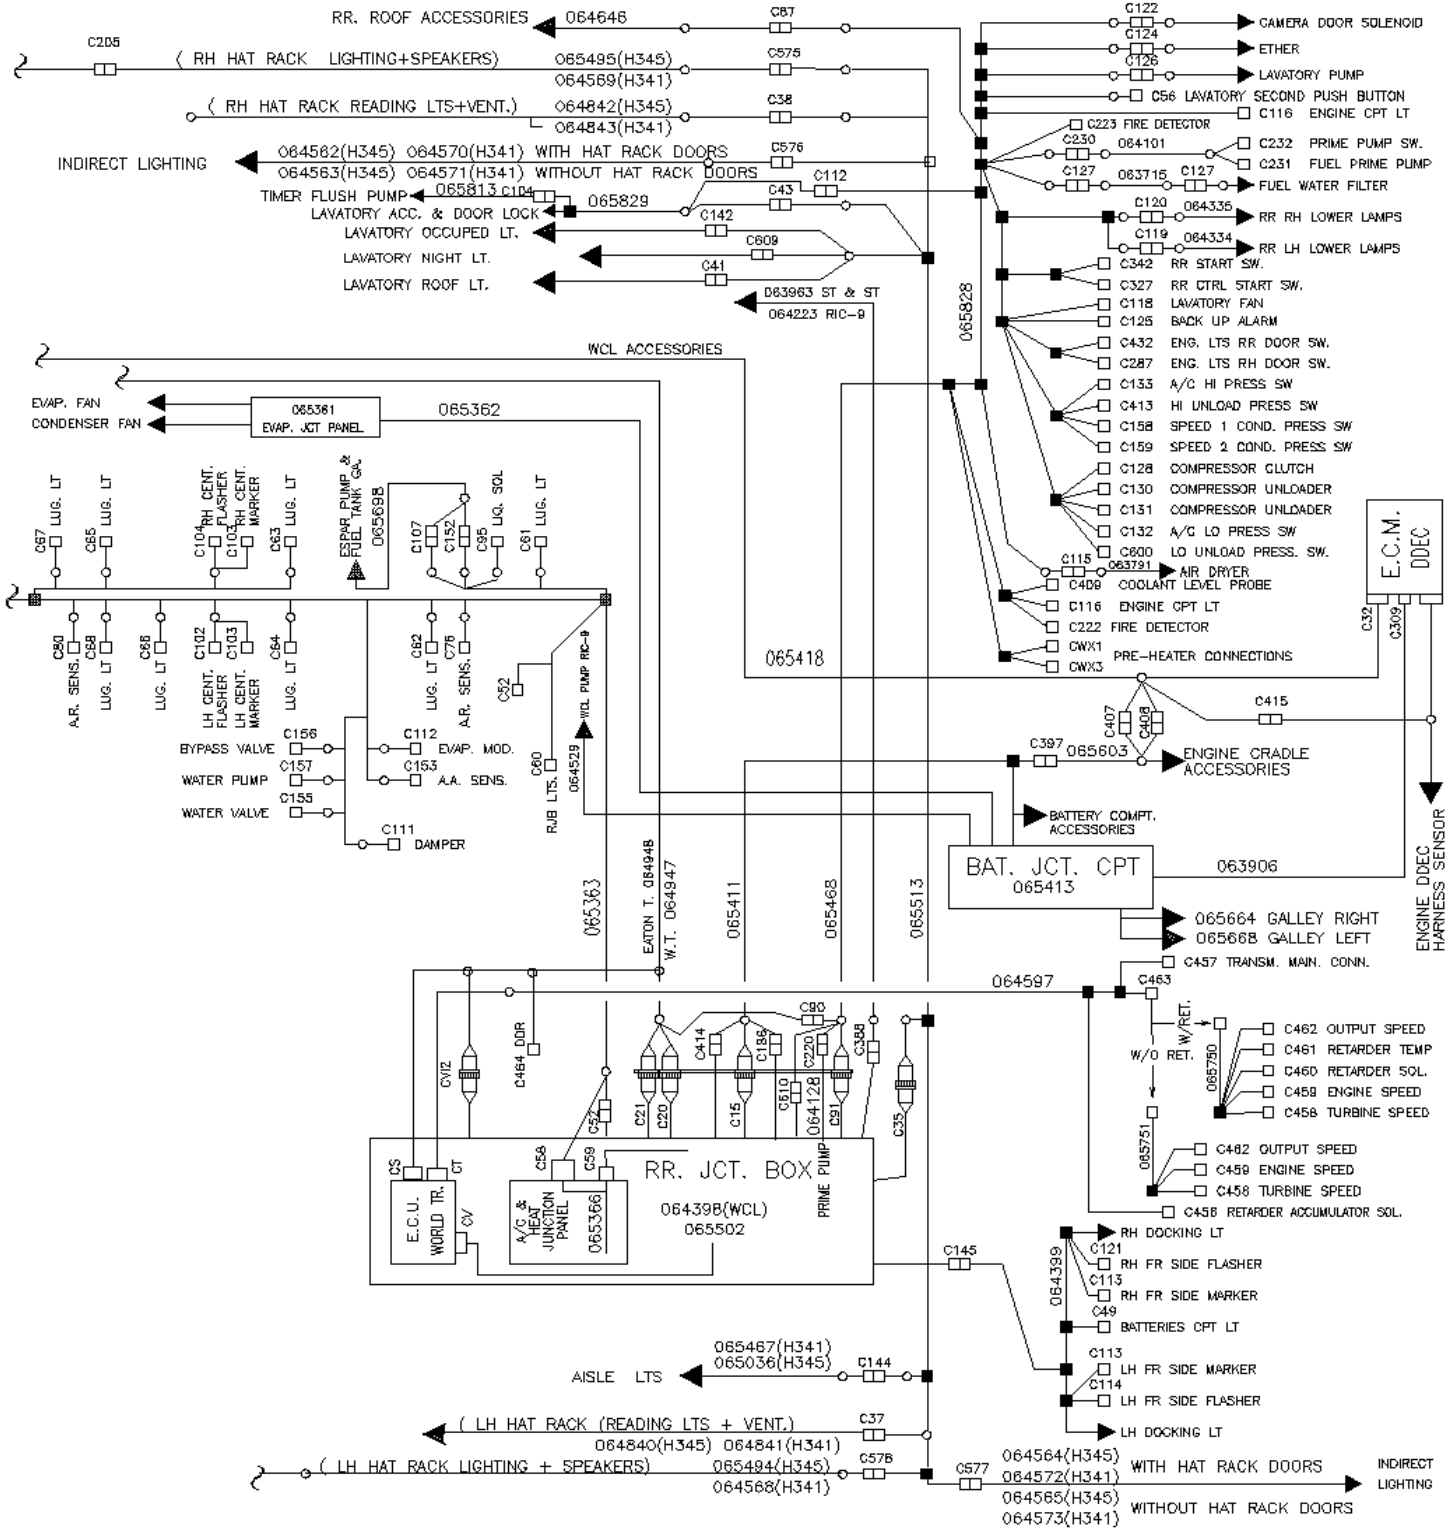 RR. ROOF ACCESSORIES
064646
C87
C122
CAMERA DOOR SOLENOID
C124
ETHER
C205
( RH HAT RACK LIGHTING+SPEAKERS)
065495(H345)
C575
064569(H341)
C126
LAVATORY PUMP
C56 LAVATORY SECOND PUSH BUTTON
( RH HAT RACK READING LTS+VENT.)
064842(H345)
C38
064843(H341)
C116 ENGINE CPT LT
C223 FIRE DETECTOR
C230
064101
C232 PRIME PUMP SW.
C231 FUEL PRIME PUMP
INDIRECT LIGHTING
064562(H345) 064570(H341) WITH HAT RACK DOORS
C576
064563(H345) 064571(H341) WITHOUT HAT RACK DOORS
C127
063715
C127
FUEL WATER FILTER
TIMER FLUSH PUMP
065813
C104
065829
C112
C43
LAVATORY ACC. & DOOR LOCK
C120
064335
RR RH LOWER LAMPS
LAVATORY OCCUPED LT.
C142
C119
064334
RR LH LOWER LAMPS
LAVATORY NIGHT LT.
C609
C342 RR START SW.
LAVATORY ROOF LT.
C41
C327 RR CTRL START SW.
063963 ST & ST
064223 RIC-9
065828
C118 LAVATORY FAN
C125 BACK UP ALARM
C432 ENG. LTS RR DOOR SW.
C287 ENG. LTS RH DOOR SW.
WCL ACCESSORIES
C133 A/C HI PRESS SW
C413 HI UNLOAD PRESS SW
C158 SPEED 1 COND. PRESS SW
C159 SPEED 2 COND. PRESS SW
EVAP. FAN
CONDENSER FAN
065361
EVAP. JCT PANEL
065362
C128 COMPRESSOR CLUTCH
C130 COMPRESSOR UNLOADER
C131 COMPRESSOR UNLOADER
C132 A/C LO PRESS SW
C600 LO UNLOAD PRESS. SW.
E.C.M.
DDEC
C32
C309
C67 LUG. LT
C65 LUG. LT
C104 RH CENT. FLASHER
C103 RH CENT. MARKER
C63 LUG. LT
ESPAR PUMP &
FUEL TANK GA.
065698
C107
C152
C95 LIQ. SOL
C61 LUG. LT
C115
063791
AIR DRYER
C409 COOLANT LEVEL PROBE
C116 ENGINE CPT LT
C222 FIRE DETECTOR
CWX1
CWX3
PRE-HEATER CONNECTIONS
C80 A.R. SENS.
C68 LUG. LT
C66 LUG. LT
C102 LH CENT. FLASHER
C103 LH CENT. MARKER
C64 LUG. LT
C62 LUG. LT
C76 A.R. SENS.
C52
C60 RJB LTS.
WCL PUMP RIC-9
064529
065418
C407
C408
C415
BYPASS VALVE
C156
C112
EVAP. MOD.
WATER PUMP
C157
C153
A.A. SENS.
WATER VALVE
C155
C111
DAMPER
C397
065603
ENGINE CRADLE
ACCESSORIES
BATTERY COMPT.
ACCESSORIES
BAT. JCT. CPT
065413
063906
ENGINE DDEC
HARNESS SENSOR
065363
EATON T. 064948
W.T. 064947
065411
065468
065513
065664 GALLEY RIGHT
065668 GALLEY LEFT
C457 TRANSM. MAIN. CONN.
064597
C463
W/RET.
W/O RET.
065750
C462 OUTPUT SPEED
C461 RETARDER TEMP
C460 RETARDER SOL.
C459 ENGINE SPEED
C458 TURBINE SPEED
065751
C462 OUTPUT SPEED
C459 ENGINE SPEED
C458 TURBINE SPEED
C456 RETARDER ACCUMULATOR SOL.
CVI2
C464 DDR
C52
C21
C20
C414
C15
C186
C90
C510
C220
064128
C91
C388
C35
CS
CT
CV
E.C.U.
WORLD TR.
C58
C59
A/C &
HEAT
JUNCTION
PANEL
065366
RR. JCT. BOX
064398(WCL)
065502
PRIME PUMP
C145
064399
RH DOCKING LT
C121
RH FR SIDE FLASHER
C113
RH FR SIDE MARKER
C49
BATTERIES CPT LT
C113
LH FR SIDE MARKER
C114
LH FR SIDE FLASHER
LH DOCKING LT
AISLE LTS
065467(H341)
065036(H345)
C144
( LH HAT RACK (READING LTS + VENT.)
C37
064840(H345) 064841(H341)
( LH HAT RACK LIGHTING + SPEAKERS)
065494(H345)
064568(H341)
C578
C577
064564(H345)
064572(H341)
WITH HAT RACK DOORS
064565(H345)
064573(H341)
WITHOUT HAT RACK DOORS
INDIRECT
LIGHTING